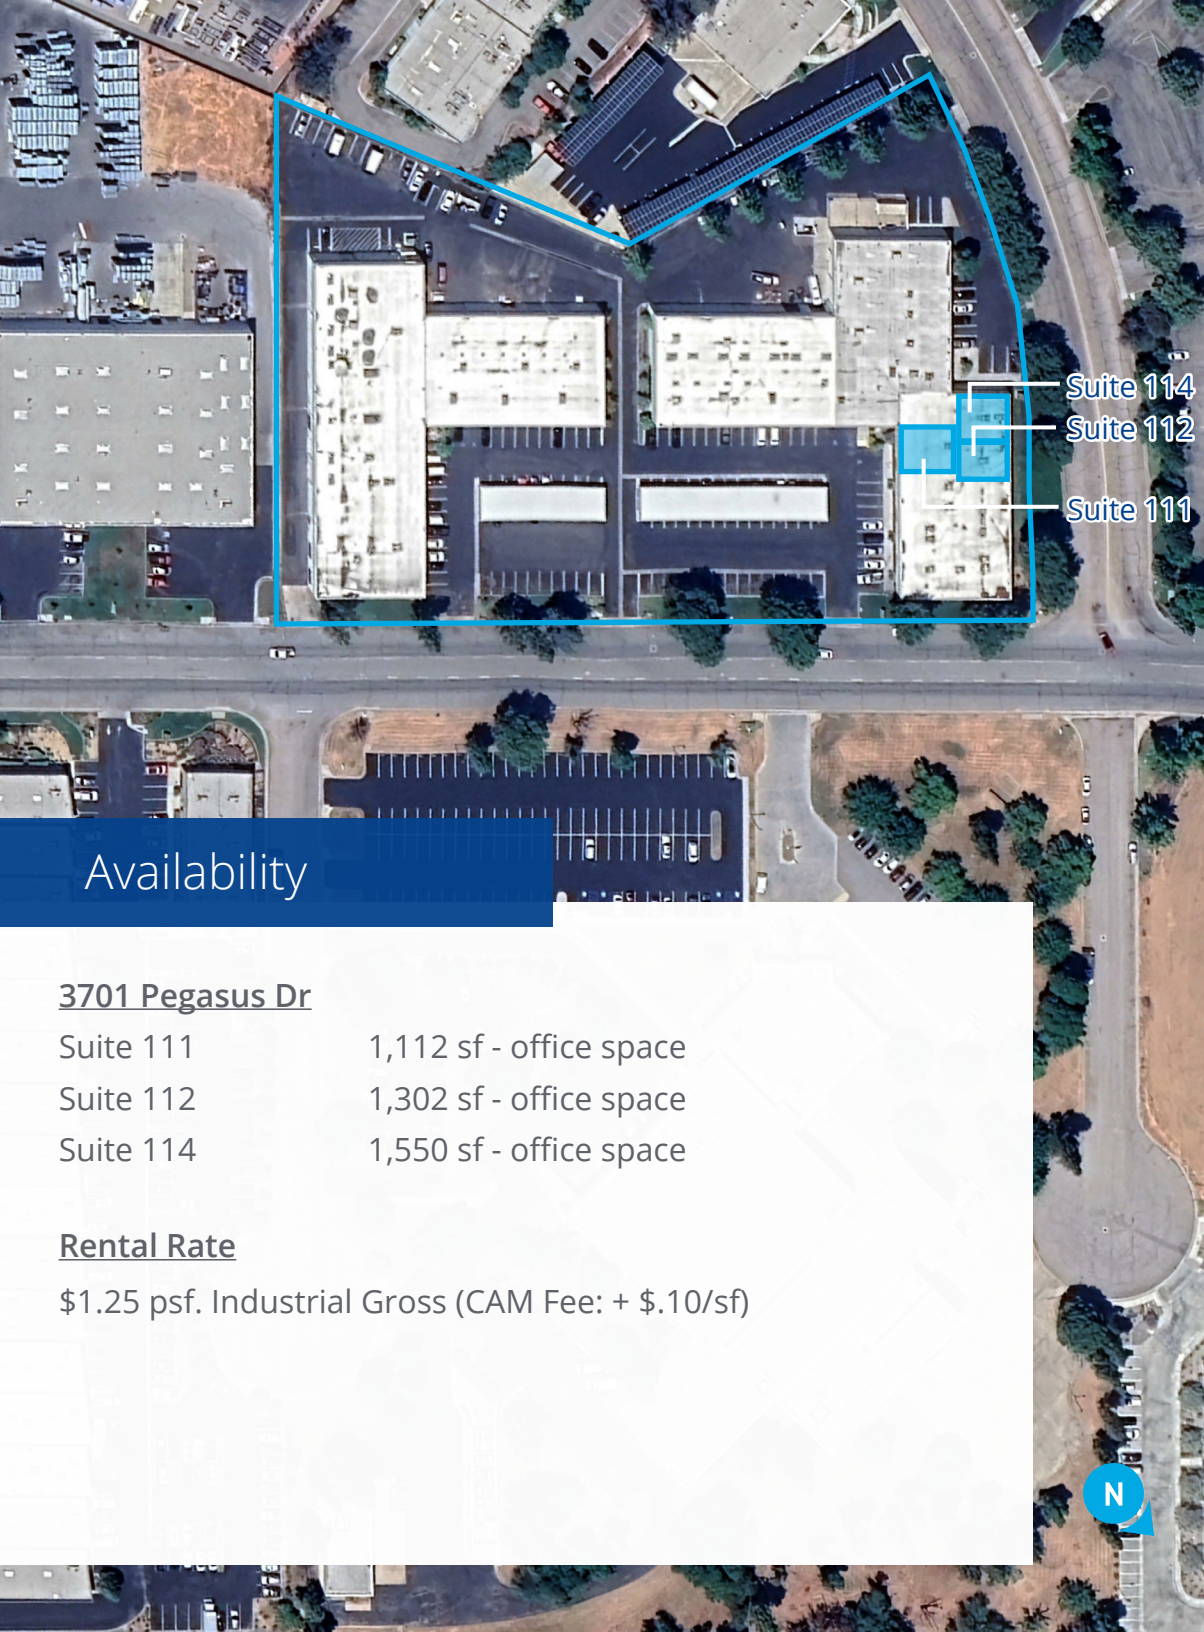 Suite 114
Suite 112
Suite 111
Availability
3701 Pegasus Dr
Suite 111 1,112 sf - office space
Suite 112 1,302 sf - office space
Suite 114 1,550 sf - office space
Rental Rate
$1.25 psf. Industrial Gross (CAM Fee: + $.10/sf)
N